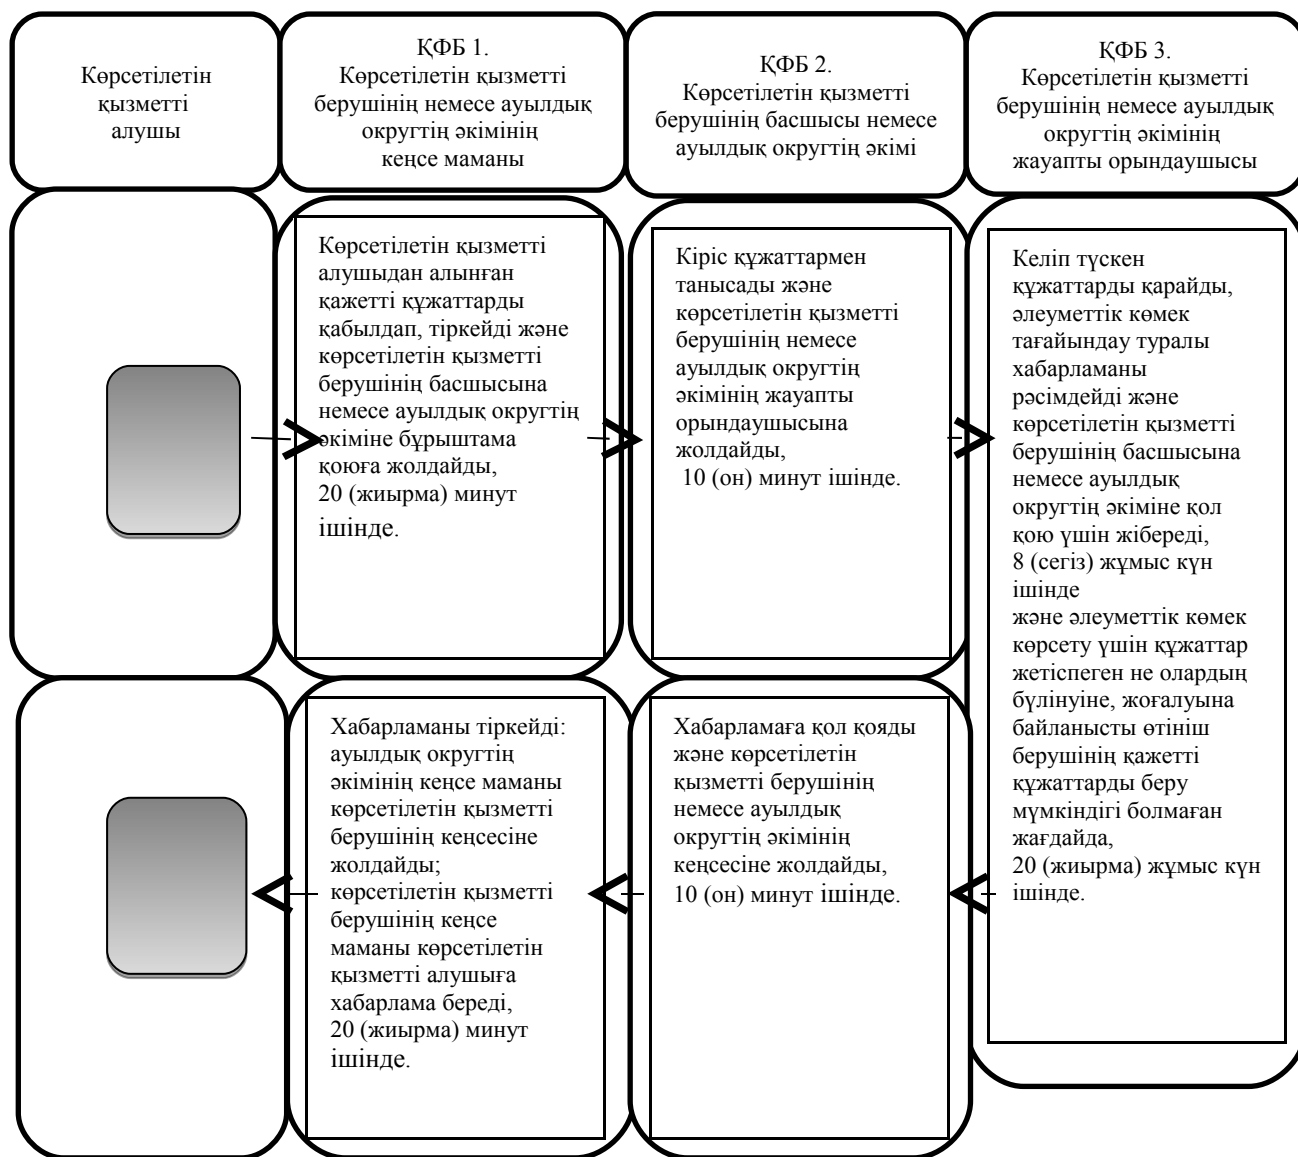 Көрсетілетін
қызметті
алушы
ҚФБ 1.
Көрсетілетін қызметті
берушінің немесе ауылдық
округтің әкімінің
кеңсе маманы
ҚФБ 2.
Көрсетілетін қызметті
берушінің басшысы немесе
ауылдық округтің әкімі
ҚФБ 3.
Көрсетілетін қызметті
берушінің немесе ауылдық
округтің әкімінің
жауапты орындаушысы
Көрсетілетін қызметті
алушыдан алынған
қажетті құжаттарды
қабылдап, тіркейді және
көрсетілетін қызметті
берушінің басшысына
немесе ауылдық округтің
әкіміне бұрыштама
қоюға жолдайды,
20 (жиырма) минут
ішінде.
Кіріс құжаттармен
танысады және
көрсетілетін қызметті
берушінің немесе
ауылдық округтің
әкімінің жауапты
орындаушысына
жолдайды,
10 (он) минут ішінде.
Келіп түскен
құжаттарды қарайды,
әлеуметтік көмек
тағайындау туралы
хабарламаны
рәсімдейді және
көрсетілетін қызметті
берушінің басшысына
немесе ауылдық
округтің әкіміне қол
қою үшін жібереді,
8 (сегіз) жұмыс күн
ішінде
және әлеуметтік көмек
көрсету үшін құжаттар
жетіспеген не олардың
бүлінуіне, жоғалуына
байланысты өтініш
берушінің қажетті
құжаттарды беру
мүмкіндігі болмаған
жағдайда,
20 (жиырма) жұмыс күн
ішінде.
Хабарламаны тіркейді:
ауылдық округтің
әкімінің кеңсе маманы
көрсетілетін қызметті
берушінің кеңсесіне
жолдайды;
көрсетілетін қызметті
берушінің кеңсе
маманы көрсетілетін
қызметті алушыға
хабарлама береді,
20 (жиырма) минут
ішінде.
Хабарламаға қол қояды
және көрсетілетін
қызметті берушінің
немесе ауылдық
округтің әкімінің
кеңсесіне жолдайды,
10 (он) минут ішінде.